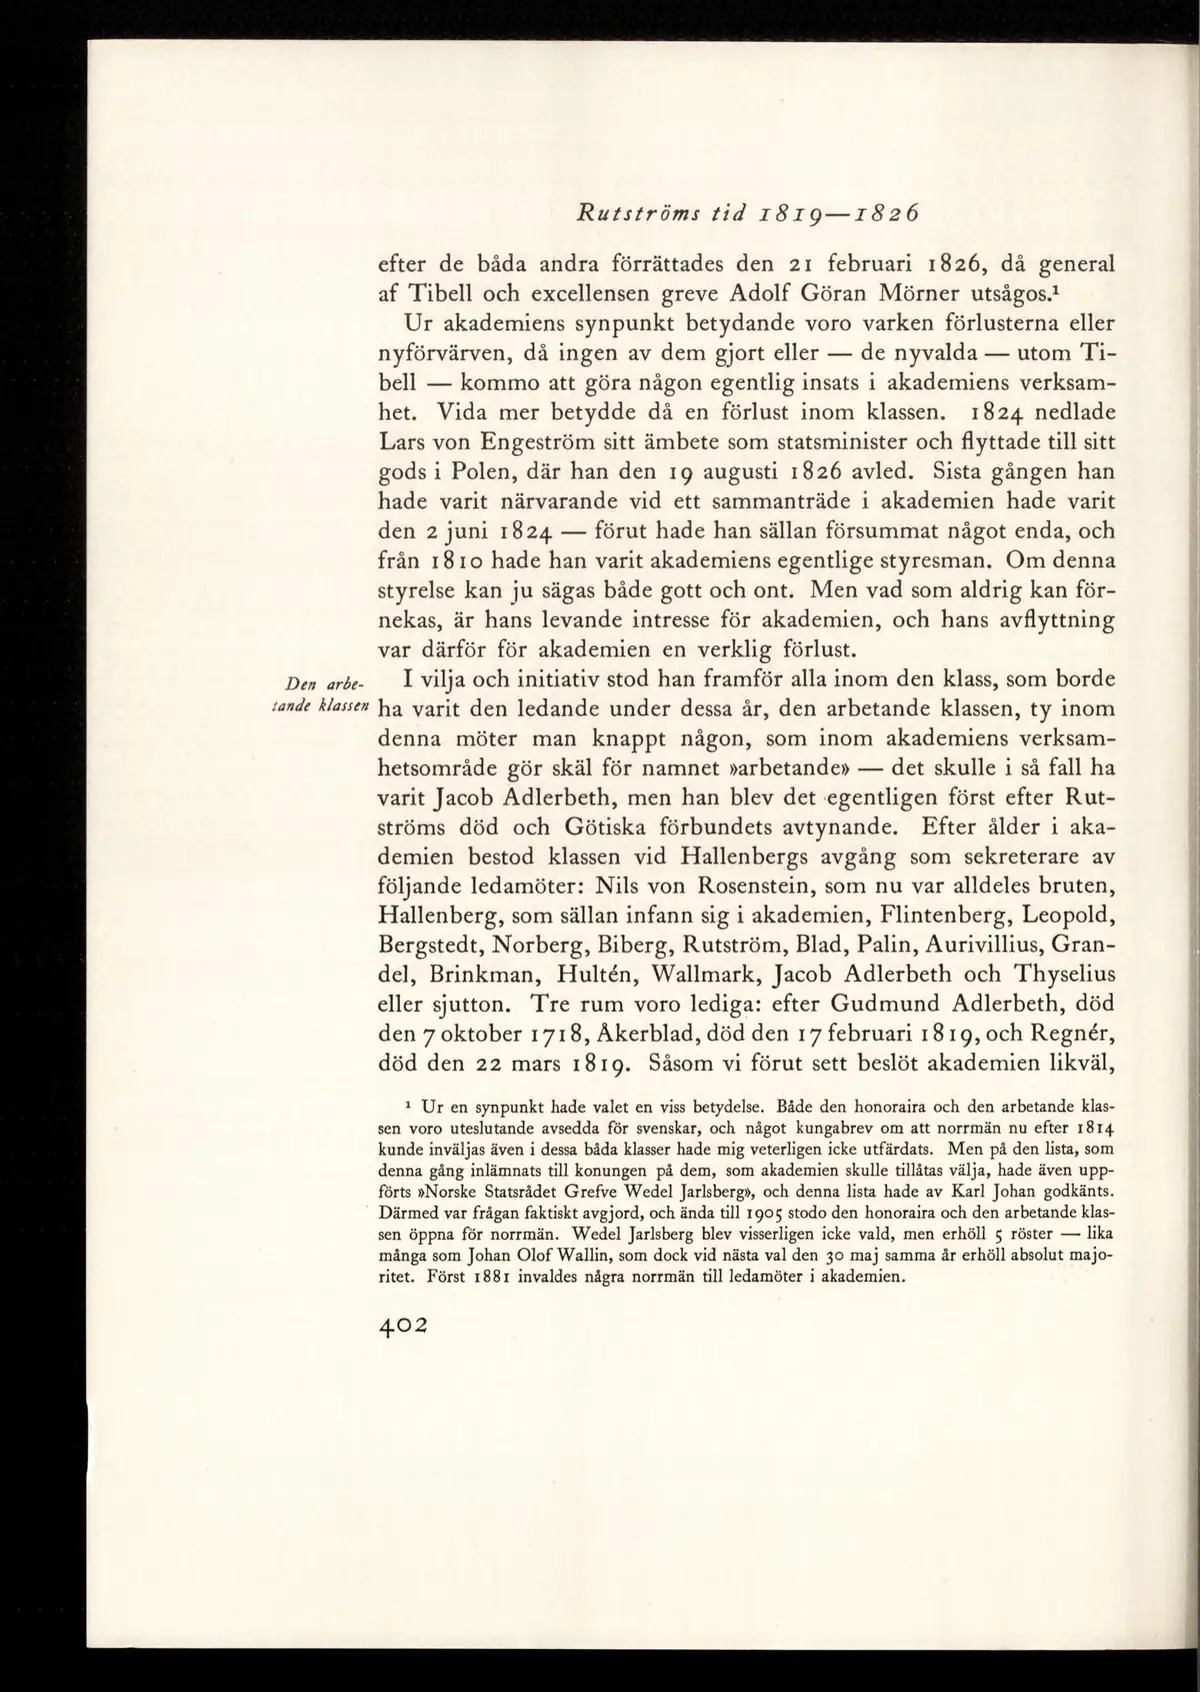 Rutströms tid 1819—1826
efter de båda andra förrättades den 21 februari 1826, då general
af Tibell och excellensen greve Adolf Göran Mörner utsågos.¹
Ur akademiens synpunkt betydande voro varken förlusterna eller
nyförvärven, då ingen av dem gjort eller — de nyvalda — utom Ti-
bell — kommo att göra någon egentlig insats i akademiens verksam-
het. Vida mer betydde då en förlust inom klassen. 1824 nedlade
Lars von Engeström sitt ämbete som statsminister och flyttade till sitt
gods i Polen, där han den 19 augusti 1826 avled. Sista gången han
hade varit närvarande vid ett sammanträde i akademien hade varit
den 2 juni 1824 — förut hade han sällan försummat något enda, och
från 1810 hade han varit akademiens egentlige styresman. Om denna
styrelse kan ju sägas både gott och ont. Men vad som aldrig kan för-
nekas, är hans levande intresse för akademien, och hans avflyttning
var därför för akademien en verklig förlust.
Den arbe-
tande klassen
I vilja och initiativ stod han framför alla inom den klass, som borde
ha varit den ledande under dessa år, den arbetande klassen, ty inom
denna möter man knappt någon, som inom akademiens verksam-
hetsområde gör skäl för namnet »arbetande» — det skulle i så fall ha
varit Jacob Adlerbeth, men han blev det egentligen först efter Rut-
ströms död och Götiska förbundets avtynande. Efter ålder i aka-
demien bestod klassen vid Hallenbergs avgång som sekreterare av
följande ledamöter: Nils von Rosenstein, som nu var alldeles bruten,
Hallenberg, som sällan infann sig i akademien, Flintenberg, Leopold,
Bergstedt, Norberg, Biberg, Rutström, Blad, Palin, Aurivillius, Gran-
del, Brinkman, Hultén, Wallmark, Jacob Adlerbeth och Thyselius
eller sjutton. Tre rum voro lediga: efter Gudmund Adlerbeth, död
den 7 oktober 1718, Åkerblad, död den 17 februari 1819, och Regnér,
död den 22 mars 1819. Såsom vi förut sett beslöt akademien likväl,
¹ Ur en synpunkt hade valet en viss betydelse. Både den honoraira och den arbetande klas-
sen voro uteslutande avsedda för svenskar, och något kungabrev om att norrmän nu efter 1814
kunde inväljas även i dessa båda klasser hade mig veterligen icke utfärdats. Men på den lista, som
denna gång inlämnats till konungen på dem, som akademien skulle tillåtas välja, hade även upp-
förts »Norske Statsrådet Grefve Wedel Jarlsberg», och denna lista hade av Karl Johan godkänts.
Därmed var frågan faktiskt avgjord, och ända till 1905 stodo den honoraira och den arbetande klas-
sen öppna för norrmän. Wedel Jarlsberg blev visserligen icke vald, men erhöll 5 röster — lika
många som Johan Olof Wallin, som dock vid nästa val den 30 maj samma år erhöll absolut majo-
ritet. Först 1881 invaldes några norrmän till ledamöter i akademien.
402